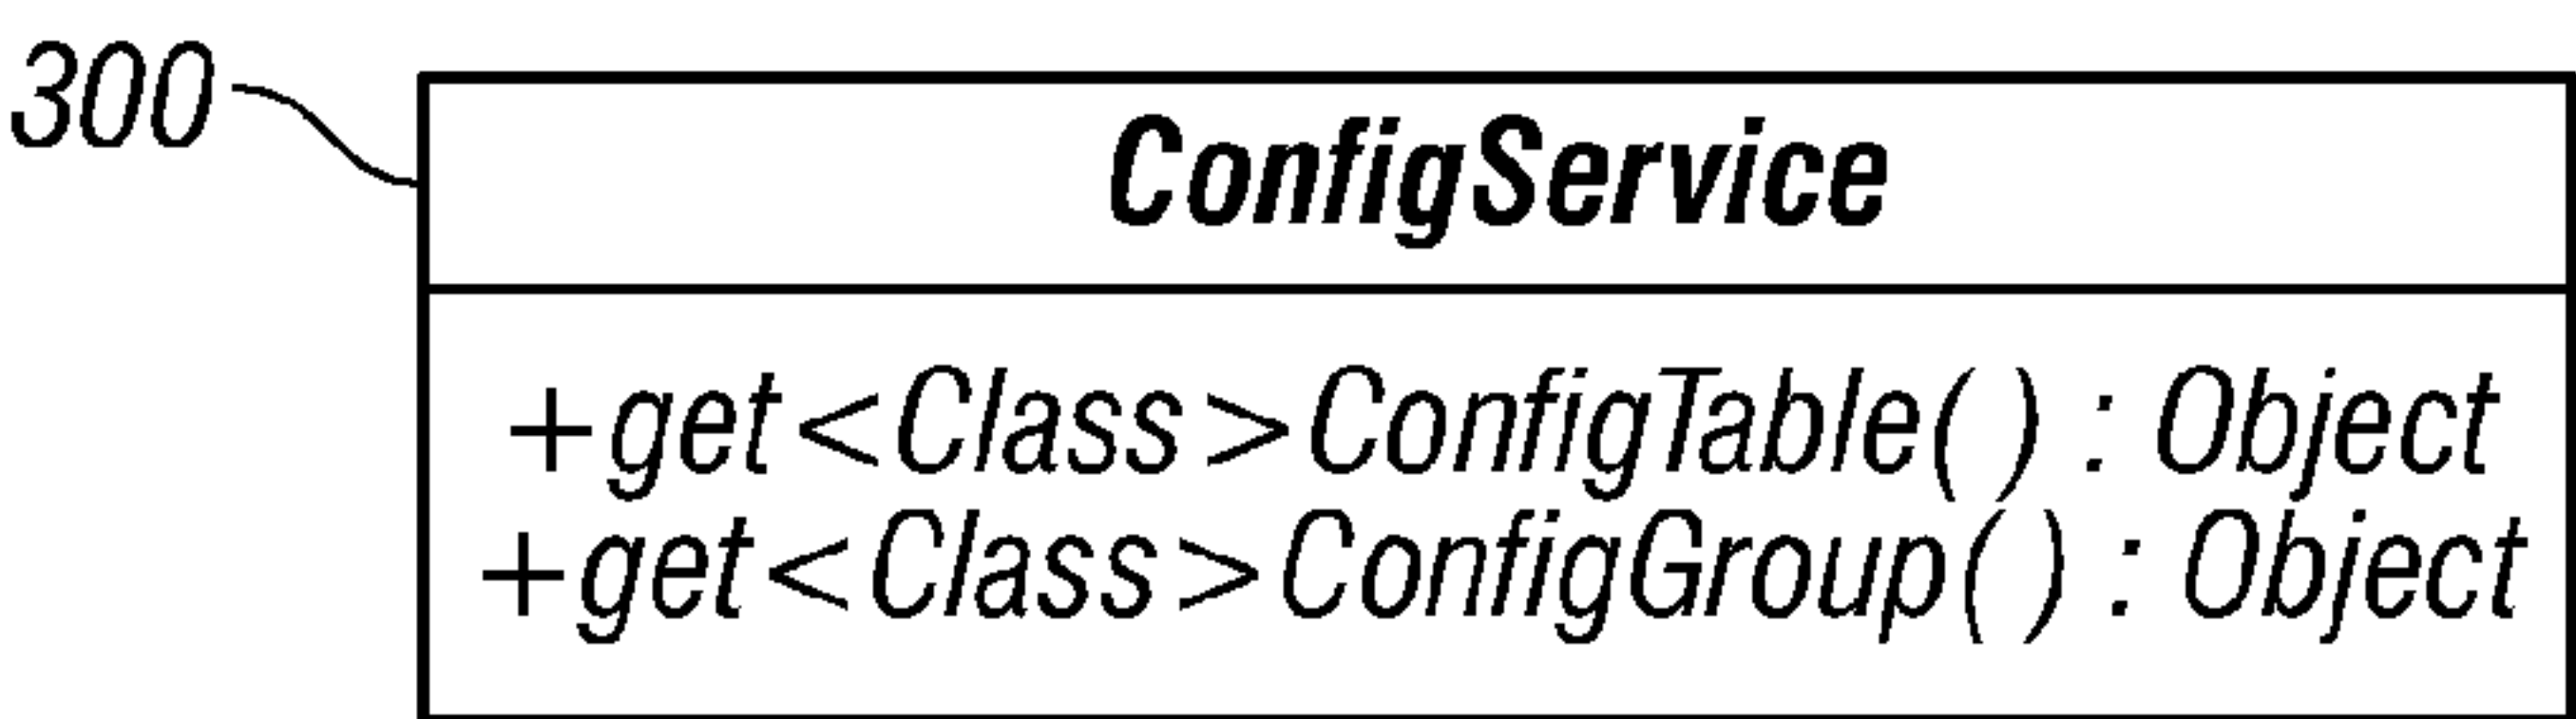 300
ConfigService
+get<Class>ConfigTable( ) : Object
+get<Class>ConfigGroup( ) : Object